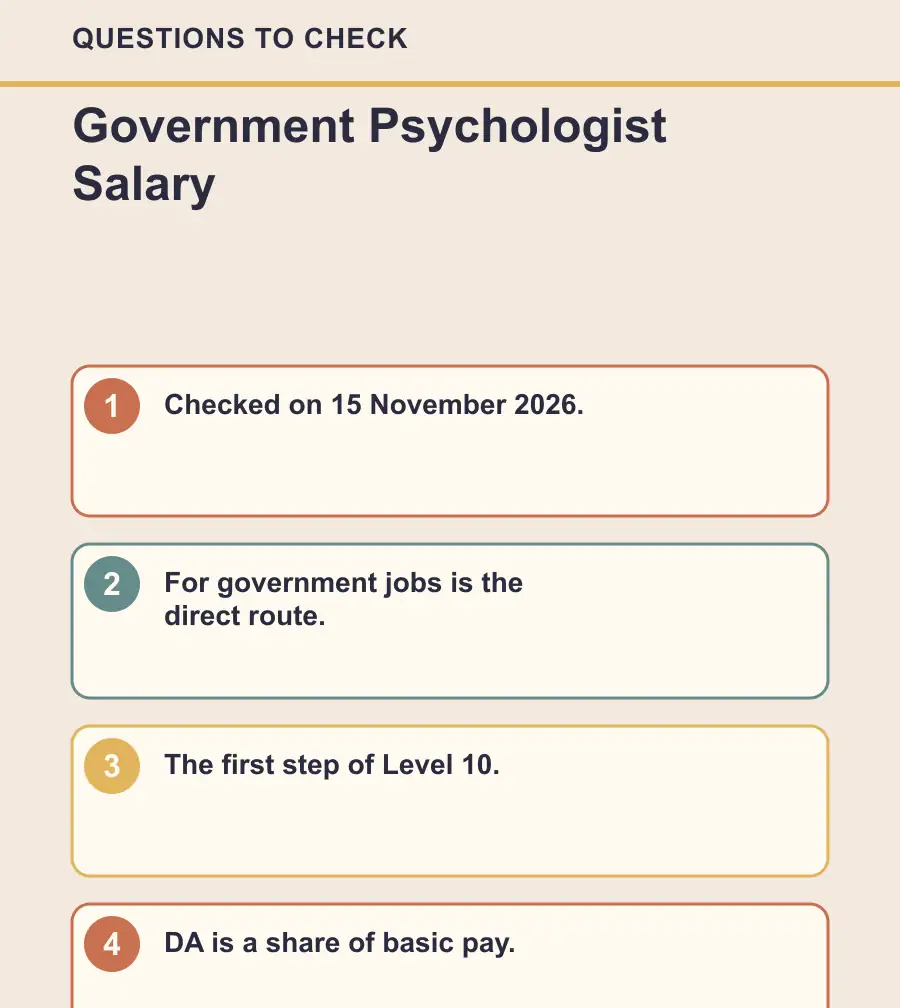 QUESTIONS TO CHECK
Government Psychologist
Salary
1
Checked on 15 November 2026.
2
For government jobs is the
direct route.
3
The first step of Level 10.
4
DA is a share of basic pay.